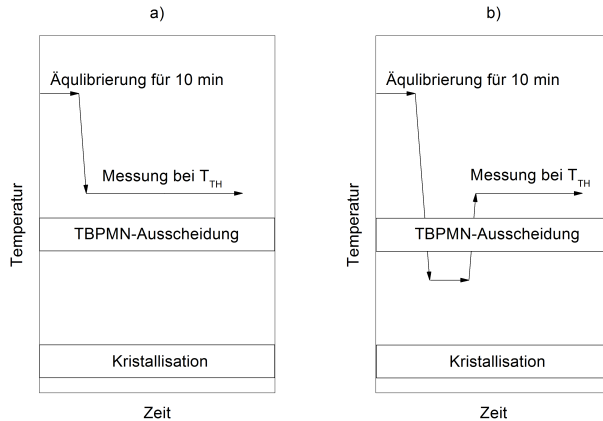 a)
Äqulibrierung für 10 min
Messung bei T_TH
TBPMN-Ausscheidung
Kristallisation
Temperatur
Zeit
b)
Äqulibrierung für 10 min
Messung bei T_TH
TBPMN-Ausscheidung
Kristallisation
Temperatur
Zeit